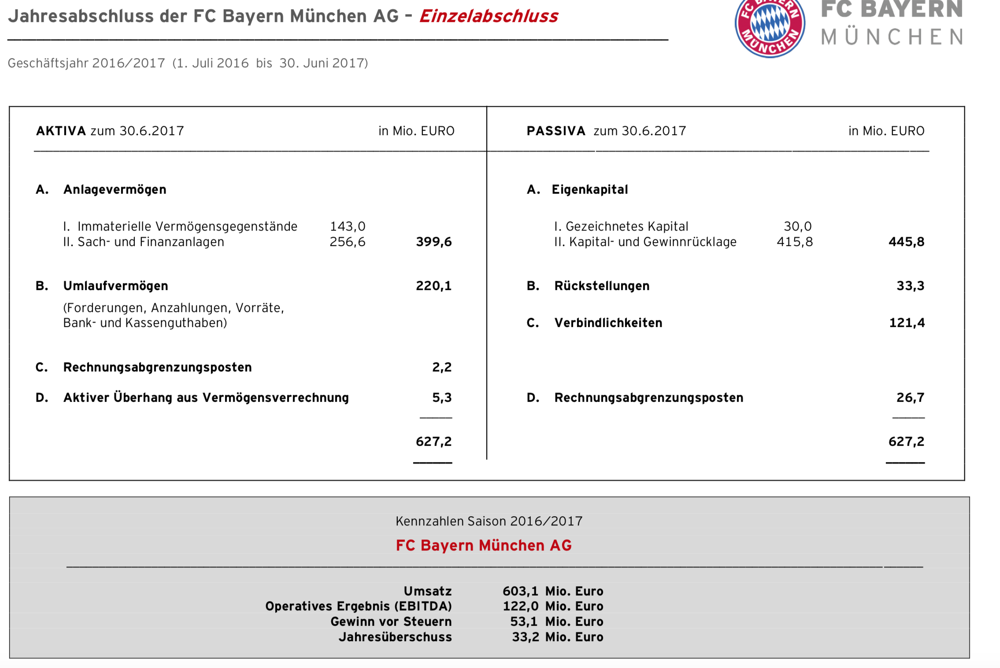 Jahresabschluss der FC Bayern München AG – Einzelabschluss
FC BAYERN
MÜNCHEN
FC BAYERN MÜNCHEN
Geschäftsjahr 2016/2017 (1. Juli 2016 bis 30. Juni 2017)
AKTIVA zum 30.6.2017 in Mio. EURO
A. Anlagevermögen
I. Immaterielle Vermögensgegenstände 143,0
II. Sach- und Finanzanlagen 256,6 399,6
B. Umlaufvermögen 220,1
(Forderungen, Anzahlungen, Vorräte,
Bank- und Kassenguthaben)
C. Rechnungsabgrenzungsposten 2,2
D. Aktiver Überhang aus Vermögensverrechnung 5,3
627,2
PASSIVA zum 30.6.2017 in Mio. EURO
A. Eigenkapital
I. Gezeichnetes Kapital 30,0
II. Kapital- und Gewinnrücklage 415,8 445,8
B. Rückstellungen 33,3
C. Verbindlichkeiten 121,4
D. Rechnungsabgrenzungsposten 26,7
627,2
Kennzahlen Saison 2016/2017
FC Bayern München AG
Umsatz 603,1 Mio. Euro
Operatives Ergebnis (EBITDA) 122,0 Mio. Euro
Gewinn vor Steuern 53,1 Mio. Euro
Jahresüberschuss 33,2 Mio. Euro